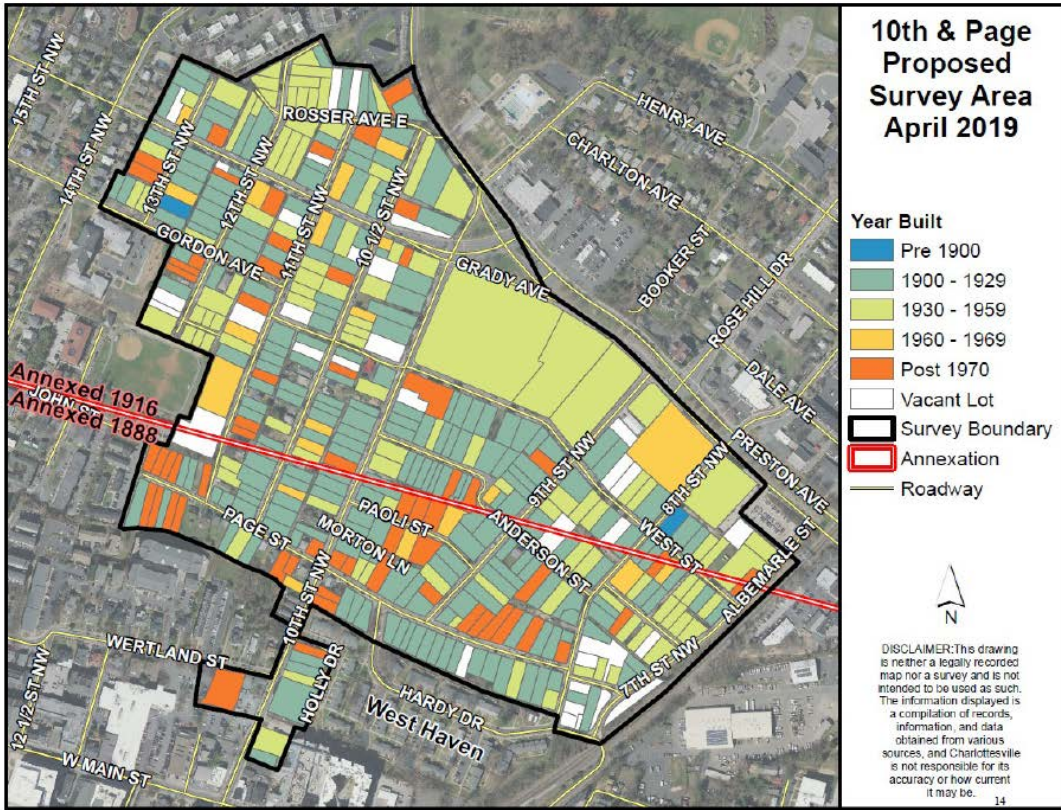 10th & Page
Proposed
Survey Area
April 2019
Year Built
Pre 1900
1900 - 1929
1930 - 1959
1960 - 1969
Post 1970
Vacant Lot
Survey Boundary
Annexation
Roadway
N
DISCLAIMER:This drawing
is neither a legally recorded
map nor a survey and is not
intended to be used as such.
The information displayed is
a compilation of records,
information, and data
obtained from various
sources, and Charlottesville
is not responsible for its
accuracy or how current
it may be.
14
15TH ST NW
14TH ST NW
13TH ST NW
12TH ST NW
11TH ST NW
10 1/2 ST NW
ROSSER AVE E
HENRY AVE
CHARLTON AVE
BOOKER ST
ROSE HILL DR
GORDON AVE
GRADY AVE
DALE AVE
PRESTON AVE
Annexed 1916
JOHN ST
Annexed 1888
9TH ST NW
8TH ST NW
WEST ST
ANDERSON ST
ALBEMARLE ST
PAOLI ST
MORTON LN
PAGE ST
10TH ST NW
7TH ST NW
WERTLAND ST
HOLLY DR
HARDY DR
West Haven
12 1/2 ST NW
W MAIN ST